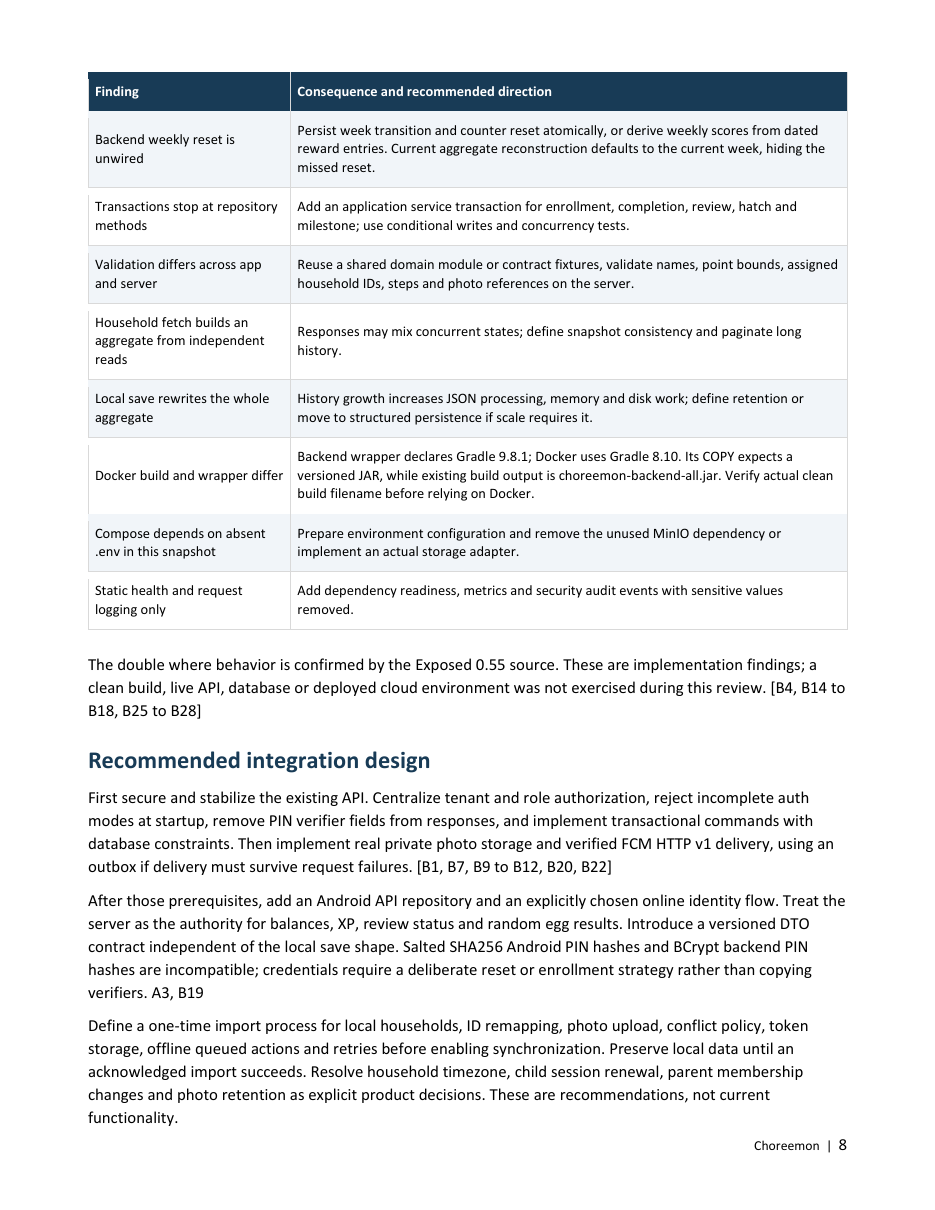 Finding
Consequence and recommended direction
Backend weekly reset is
unwired
Persist week transition and counter reset atomically, or derive weekly scores from dated
reward entries. Current aggregate reconstruction defaults to the current week, hiding the
missed reset.
Transactions stop at repository
methods
Add an application service transaction for enrollment, completion, review, hatch and
milestone; use conditional writes and concurrency tests.
Validation differs across app
and server
Reuse a shared domain module or contract fixtures, validate names, point bounds, assigned
household IDs, steps and photo references on the server.
Household fetch builds an
aggregate from independent
reads
Responses may mix concurrent states; define snapshot consistency and paginate long
history.
Local save rewrites the whole
aggregate
History growth increases JSON processing, memory and disk work; define retention or
move to structured persistence if scale requires it.
Docker build and wrapper differ
Backend wrapper declares Gradle 9.8.1; Docker uses Gradle 8.10. Its COPY expects a
versioned JAR, while existing build output is choreemon-backend-all.jar. Verify actual clean
build filename before relying on Docker.
Compose depends on absent
.env in this snapshot
Prepare environment configuration and remove the unused MinIO dependency or
implement an actual storage adapter.
Static health and request
logging only
Add dependency readiness, metrics and security audit events with sensitive values
removed.
The double where behavior is confirmed by the Exposed 0.55 source. These are implementation findings; a
clean build, live API, database or deployed cloud environment was not exercised during this review. [B4, B14 to
B18, B25 to B28]
Recommended integration design
First secure and stabilize the existing API. Centralize tenant and role authorization, reject incomplete auth
modes at startup, remove PIN verifier fields from responses, and implement transactional commands with
database constraints. Then implement real private photo storage and verified FCM HTTP v1 delivery, using an
outbox if delivery must survive request failures. [B1, B7, B9 to B12, B20, B22]
After those prerequisites, add an Android API repository and an explicitly chosen online identity flow. Treat the
server as the authority for balances, XP, review status and random egg results. Introduce a versioned DTO
contract independent of the local save shape. Salted SHA256 Android PIN hashes and BCrypt backend PIN
hashes are incompatible; credentials require a deliberate reset or enrollment strategy rather than copying
verifiers. A3, B19
Define a one-time import process for local households, ID remapping, photo upload, conflict policy, token
storage, offline queued actions and retries before enabling synchronization. Preserve local data until an
acknowledged import succeeds. Resolve household timezone, child session renewal, parent membership
changes and photo retention as explicit product decisions. These are recommendations, not current
functionality.
Choreemon | 8